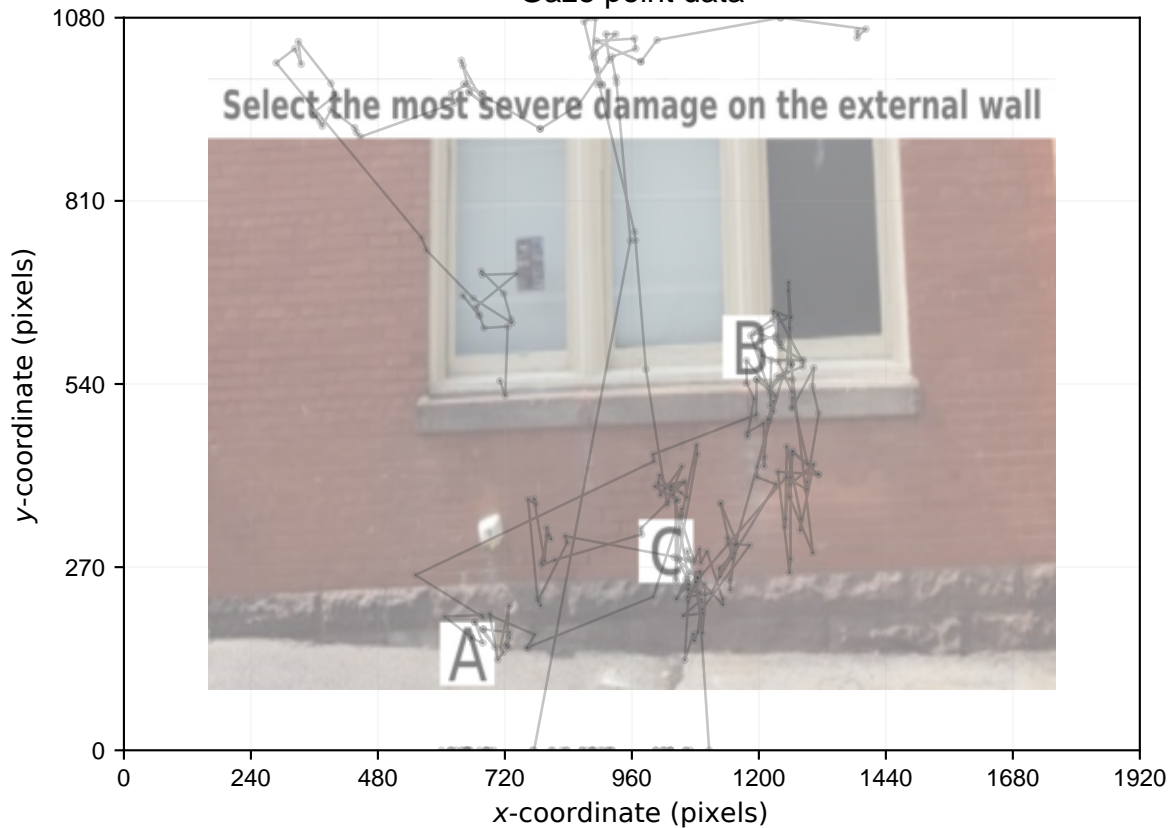 Gaze point data
1080
810
540
270
0
y-coordinate (pixels)
Select the most severe damage on the external wall
B
C
A
0 240 480 720 960 1200 1440 1680 1920
x-coordinate (pixels)